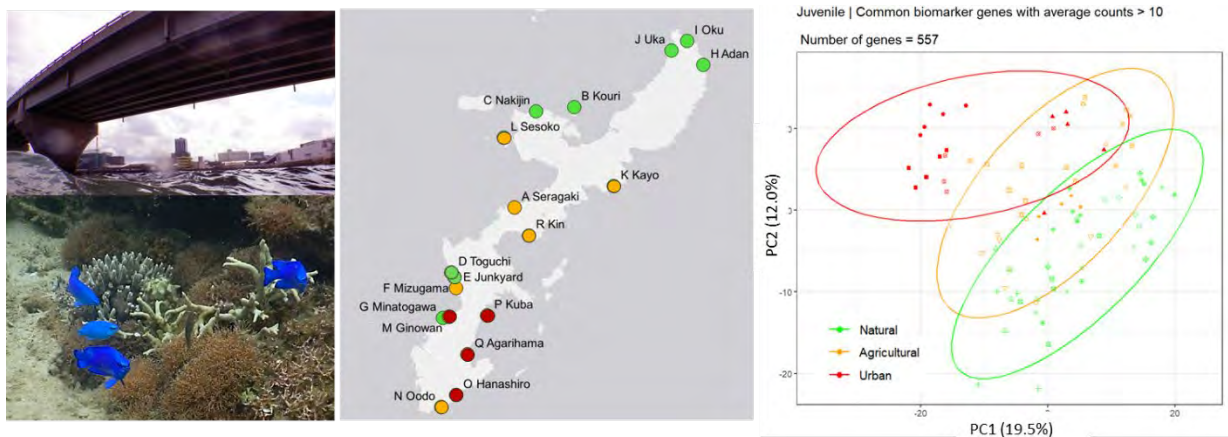 I Oku
J Uka
H Adan
C Nakijin
B Kouri
L Sesoko
K Kayo
A Seragaki
R Kin
D Toguchi
E Junkyard
F Mizugama
G Minatogawa
P Kuba
M Ginowan
Q Agarihama
O Hanashiro
N Oodo
Juvenile | Common biomarker genes with average counts > 10
Number of genes = 557
PC2 (12.0%)
-10
-20
Natural
Agricultural
Urban
-20
20
PC1 (19.5%)